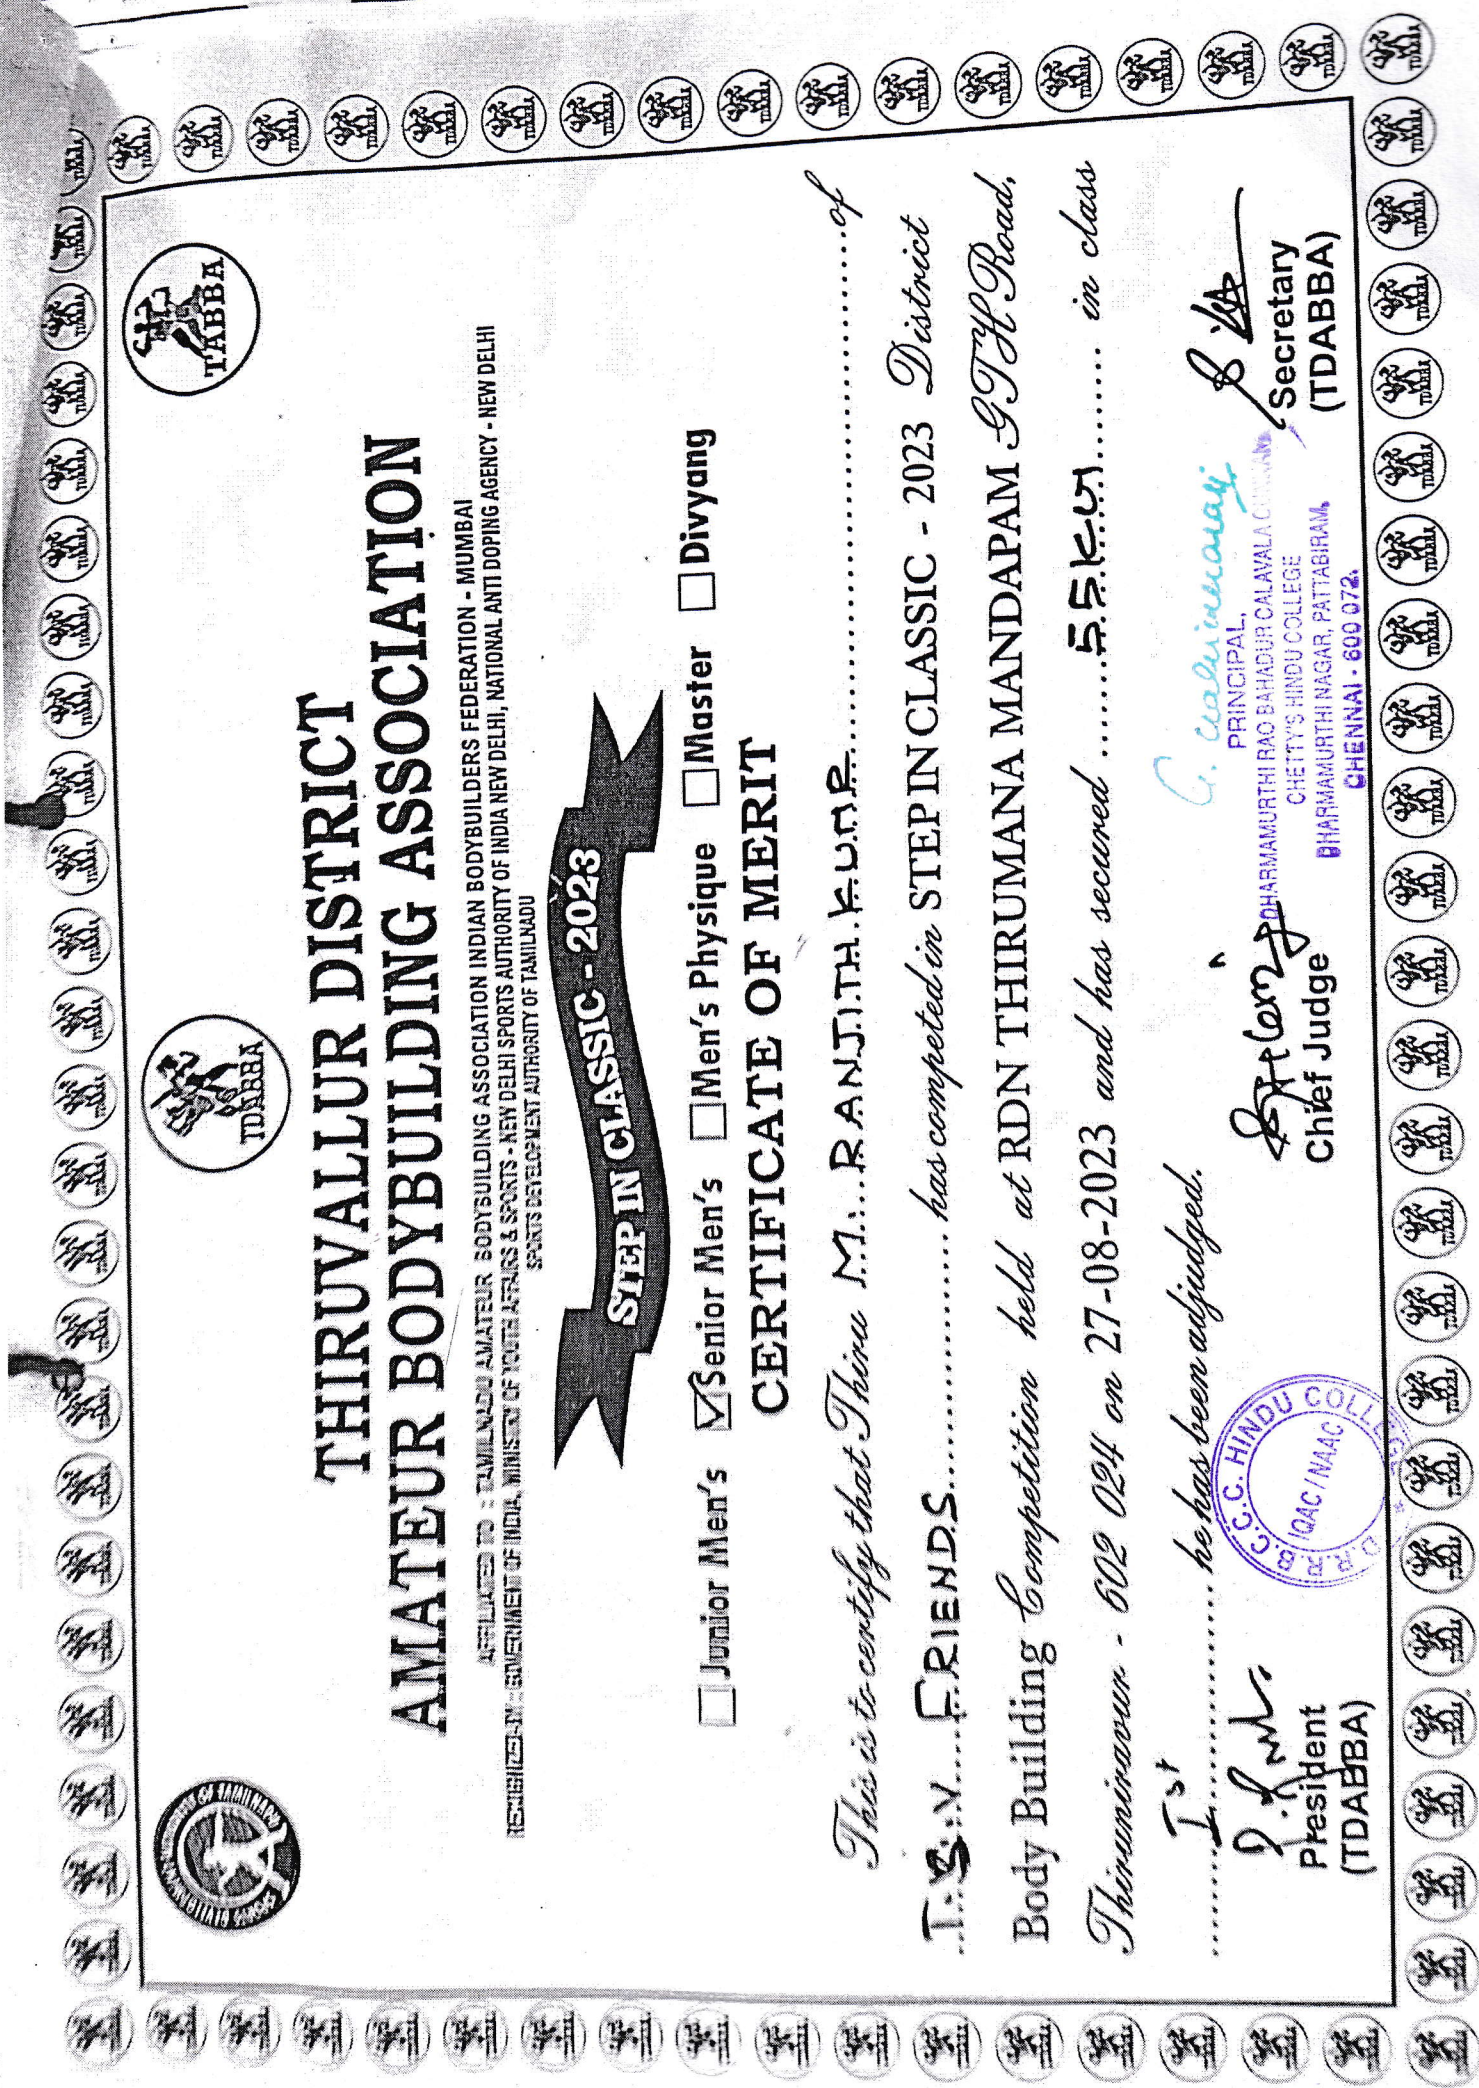 TDABBA
TABBA
THIRUVALLUR DISTRICT
AMATEUR BODYBUILDING ASSOCIATION
AFFILIATED TO : TAMILNADU AMATEUR BODYBUILDING ASSOCIATION INDIAN BODYBUILDERS FEDERATION - MUMBAI
RECOGNIZED BY : GOVERNMENT OF INDIA, MINISTRY OF YOUTH AFFAIRS & SPORTS - NEW DELHI SPORTS AUTHORITY OF INDIA NEW DELHI, NATIONAL ANTI DOPING AGENCY - NEW DELHI
SPORTS DEVELOPMENT AUTHORITY OF TAMILNADU
STEP IN CLASSIC - 2023
Junior Men's Senior Men's Men's Physique Master Divyang
CERTIFICATE OF MERIT
This is to certify that Thiru M. RANJITH.KUMR of
T.S.V. FRIENDS has competed in STEP IN CLASSIC - 2023 District
Body Building Competition held at RDN THIRUMANA MANDAPAM GTH Road,
Thiruniravur - 602 024 on 27-08-2023 and has secured 55KG in class
Ist he has been adjudged.
President
(TDABBA)
D.R.B.C.C.C. HINDU COLLEGE
IQAC/NAAC
Chief Judge
PRINCIPAL,
DHARMAMURTHI RAO BAHADUR CALAVALA CUNNAN
CHETTY'S HINDU COLLEGE
DHARMAMURTHI NAGAR, PATTABIRAM,
CHENNAI - 600 072.
Secretary
(TDABBA)